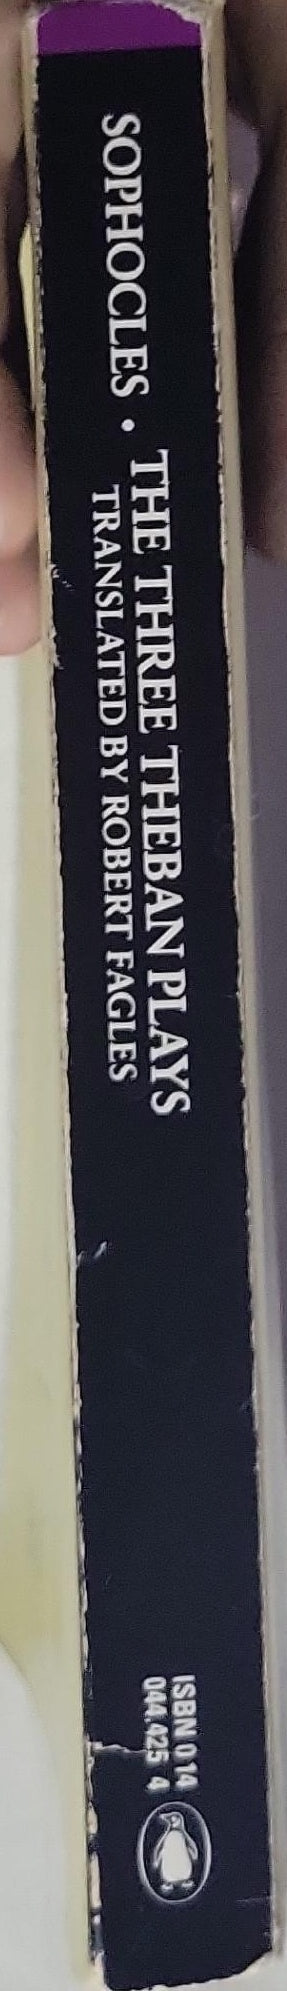 SOPHOCLES • THE THREE THEBAN PLAYS
TRANSLATED BY ROBERT FAGLES
ISBN 0 14
044.425 4